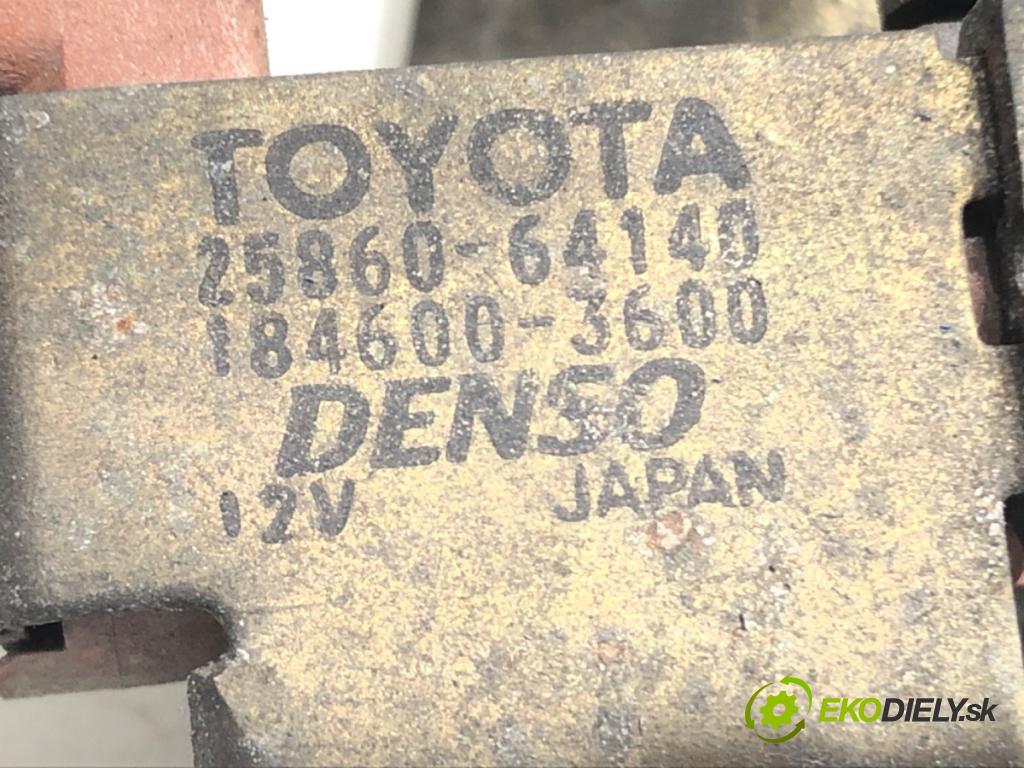 TOYOTA
25860-64140
184600-3600
DENSO
12V JAPAN
EKODIELY.sk